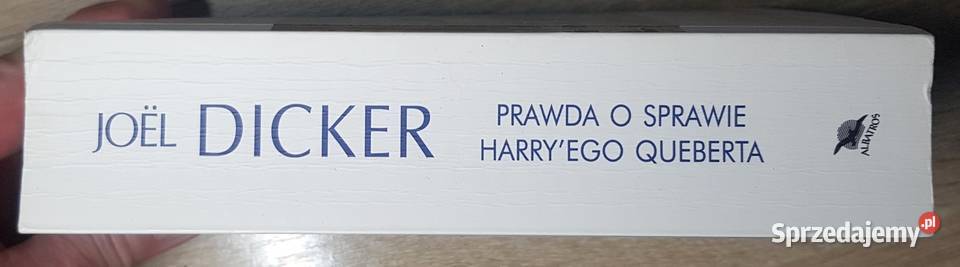 JOËL DICKER
PRAWDA O SPRAWIE
HARRY'EGO QUEBERTA
ALBATROS
Sprzedajemy.pl